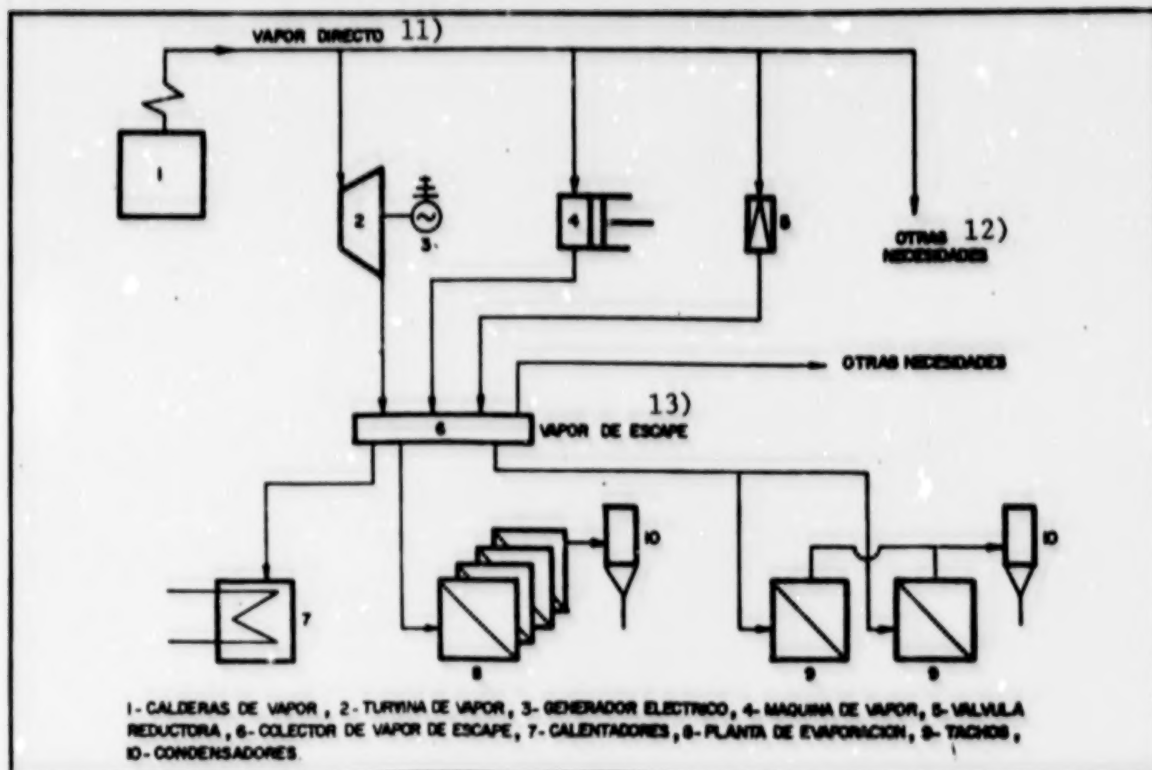 VAPOR DIRECTO 11)
1
2
3
4
5
OTRAS 12)
NECESIDADES
OTRAS NECESIDADES
13)
6 VAPOR DE ESCAPE
10
10
7
8
9
9
1- CALDERAS DE VAPOR, 2- TURVINA DE VAPOR, 3- GENERADOR ELECTRICO, 4- MAQUINA DE VAPOR, 5- VALVULA
REDUCTORA, 6- COLECTOR DE VAPOR DE ESCAPE, 7- CALENTADORES, 8- PLANTA DE EVAPORACION, 9- TACHOS,
10- CONDENSADORES.